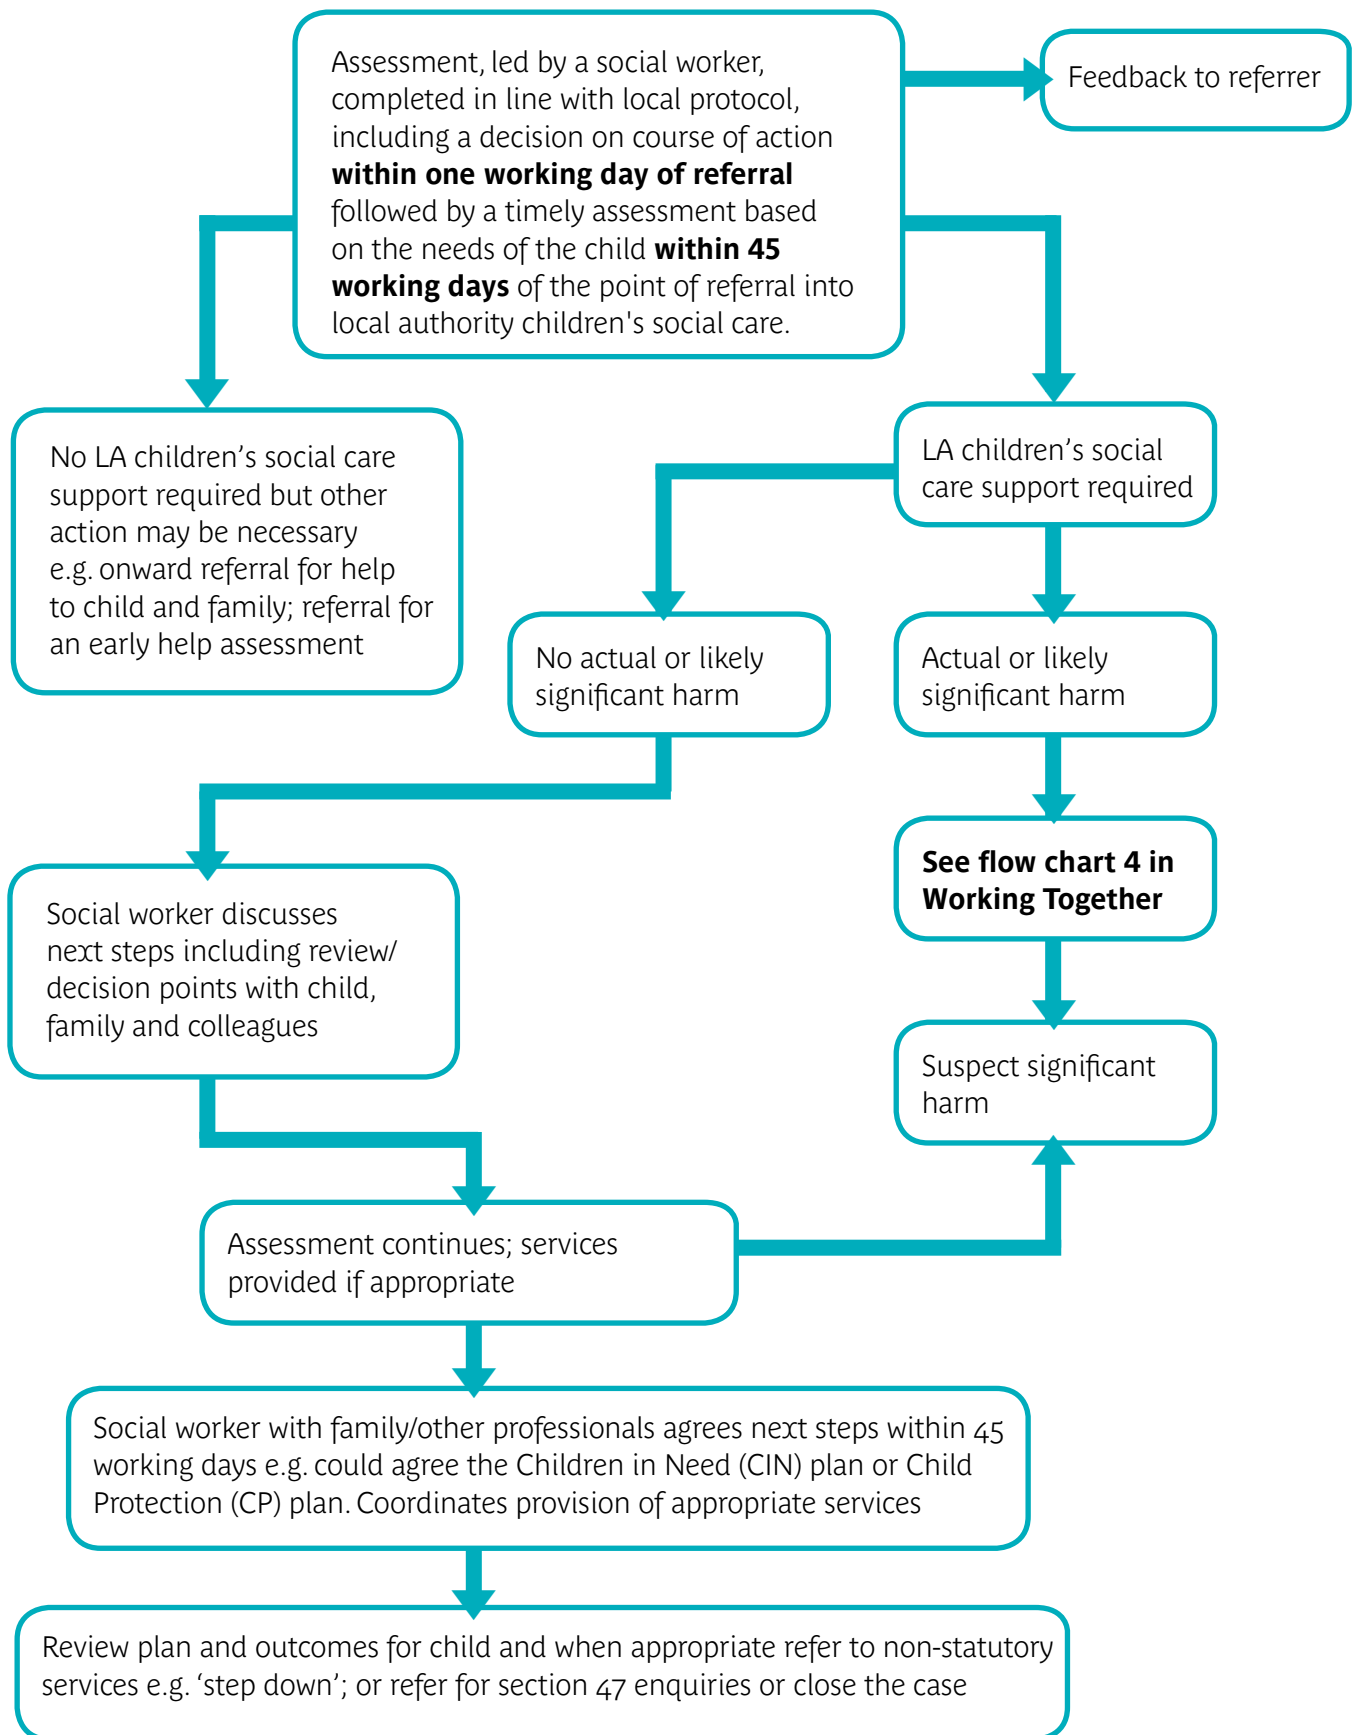 Assessment, led by a social worker,
completed in line with local protocol,
including a decision on course of action
within one working day of referral
followed by a timely assessment based
on the needs of the child within 45
working days of the point of referral into
local authority children's social care.
Feedback to referrer
No LA children’s social care
support required but other
action may be necessary
e.g. onward referral for help
to child and family; referral for
an early help assessment
LA children’s social
care support required
No actual or likely
significant harm
Actual or likely
significant harm
See flow chart 4 in
Working Together
Social worker discusses
next steps including review/
decision points with child,
family and colleagues
Suspect significant
harm
Assessment continues; services
provided if appropriate
Social worker with family/other professionals agrees next steps within 45
working days e.g. could agree the Children in Need (CIN) plan or Child
Protection (CP) plan. Coordinates provision of appropriate services
Review plan and outcomes for child and when appropriate refer to non-statutory
services e.g. ‘step down’; or refer for section 47 enquiries or close the case